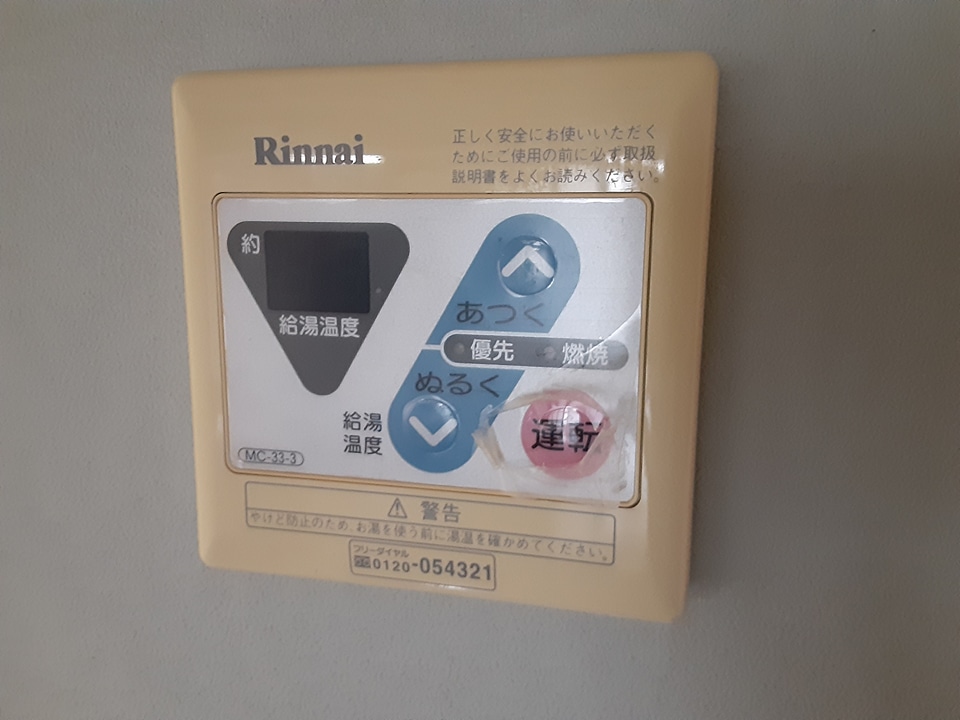 Rinnai
正しく安全にお使いいただく
ためにご使用の前に必ず取扱
説明書をよくお読みください。
約
給湯温度
あつく
優先 燃焼
ぬるく
給湯
温度
運転
MC-33-3
警告
やけど防止のため、お湯を使う前に湯温を確かめてください。
フリーダイヤル
0120-054321